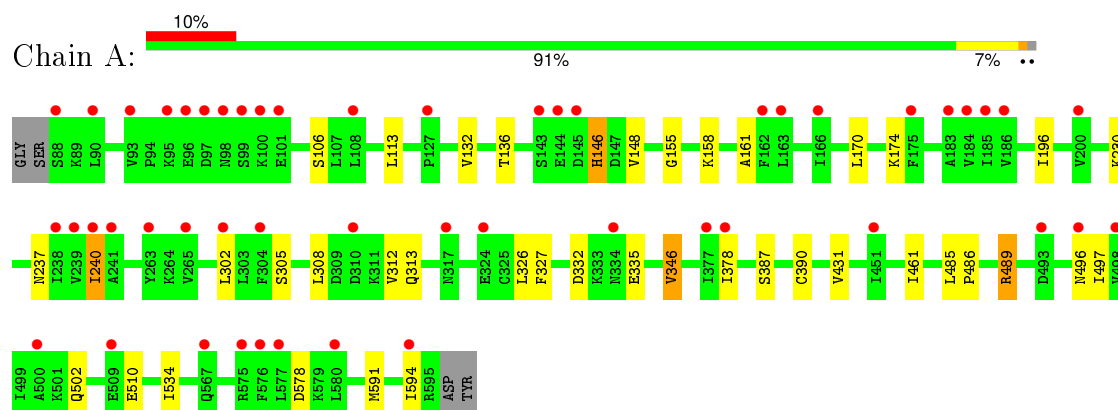 10%
Chain A:
91%
7%
GLY SER S88 K89 L90 V93 P94 K95 E96 D97 N98 S99 K100 E101 S106 L107 L108 L113 P127 V132 T136 S143 E144 D145 H146 D147 V148 G155 K158 A161 F162 L163 I166 L170 K174 F175 A183 V184 I185 V186 I196 V200
N237 I238 V239 I240 A241 Y263 K264 V265 L302 L303 F304 S305 L308 D309 D310 K311 V312 Q313 N317 E324 C325 L326 F327 D332 K333 N334 E335 V346 I377 I378 S387 C390 V431 I451 I461 L485 P486 R489 D493 N496 I497
I499 A500 K501 Q502 E509 E510 I534 Q567 R575 F576 L577 D578 K579 L580 M591 I594 R595 ASP TYR